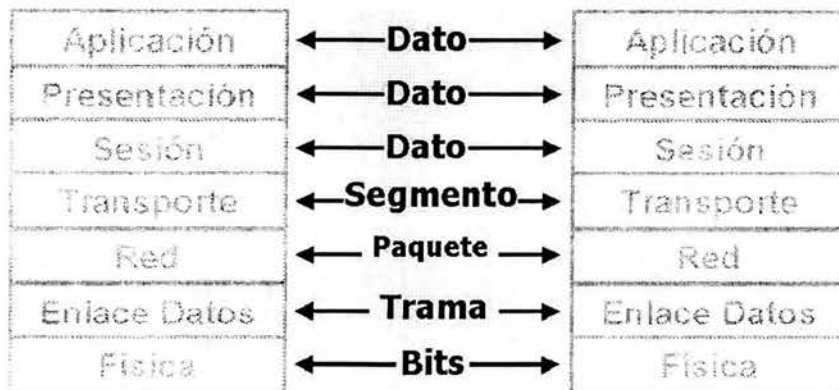 Aplicación Dato Aplicación
Presentación Dato Presentación
Sesión Dato Sesión
Transporte Segmento Transporte
Red Paquete Red
Enlace Datos Trama Enlace Datos
Física Bits Física